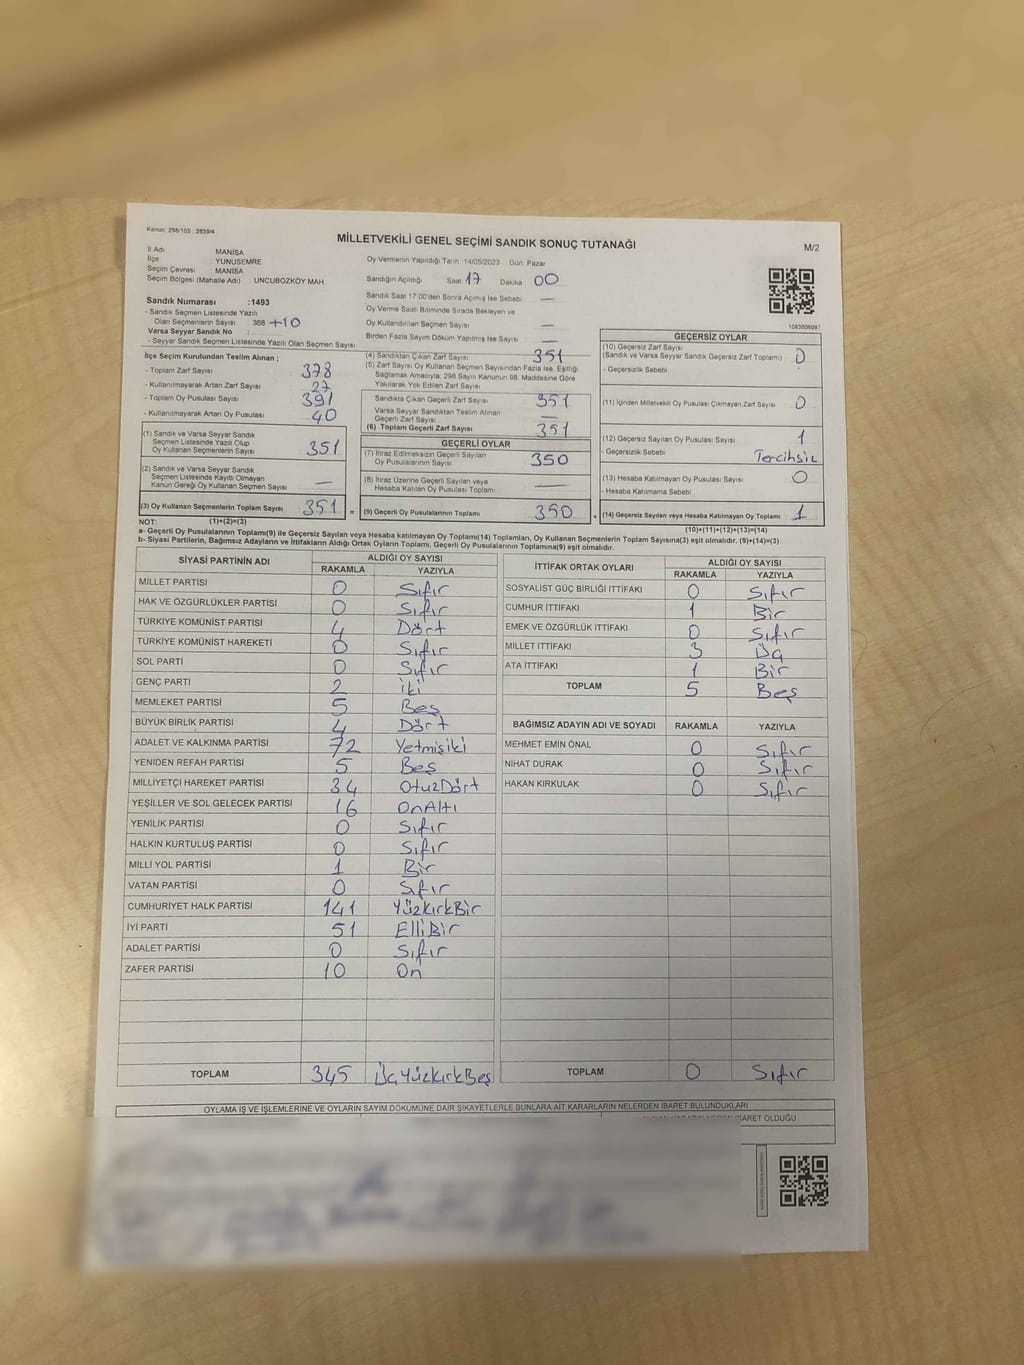 Kanun: 298/105 , 2839/4
MİLLETVEKİLİ GENEL SEÇİMİ SANDIK SONUÇ TUTANAĞI
M/2
İl Adı : MANİSA
İlçe : YUNUSEMRE
Seçim Çevresi : MANİSA
Seçim Bölgesi (Mahalle Adı) : UNCUBOZKÖY MAH.
Sandık Numarası :1493
- Sandık Seçmen Listesinde Yazılı
Olan Seçmenlerin Sayısı : 368 +10
Varsa Seyyar Sandık No :
- Seyyar Sandık Seçmen Listesinde Yazılı Olan Seçmen Sayısı
Oy Vermenin Yapıldığı Tarih 14/05/2023 Gün Pazar
Sandığın Açıldığı Saat 17 Dakika 00
Sandık Saat 17:00'den Sonra Açılmış İse Sebebi —
Oy Verme Saati Bitiminde Sırada Bekleyen ve
Oy Kullandırılan Seçmen Sayısı —
Birden Fazla Sayım Döküm Yapılmış İse Sayısı —
1083806097
İlçe Seçim Kurulundan Teslim Alınan ;
- Toplam Zarf Sayısı 378
- Kullanılmayarak Artan Zarf Sayısı 27
- Toplam Oy Pusulası Sayısı 391
- Kullanılmayarak Artan Oy Pusulası 40
(1) Sandık ve Varsa Seyyar Sandık
Seçmen Listesinde Yazılı Olup
Oy Kullanan Seçmenlerin Sayısı 351
(2) Sandık ve Varsa Seyyar Sandık
Seçmen Listesinde Kayıtlı Olmayan
Kanun Gereği Oy Kullanan Seçmen Sayısı —
(3) Oy Kullanan Seçmenlerin Toplam Sayısı 351 =
(1)+(2)=(3)
(4) Sandıktan Çıkan Zarf Sayısı 351
(5) Zarf Sayısı Oy Kullanan Seçmen Sayısından Fazla İse, Eşitliği
Sağlamak Amacıyla, 298 Sayılı Kanunun 98. Maddesine Göre
Yakılarak Yok Edilen Zarf Sayısı
Sandıkta Çıkan Geçerli Zarf Sayısı 351
Varsa Seyyar Sandıktan Teslim Alınan
Geçerli Zarf Sayısı —
(6) Toplam Geçerli Zarf Sayısı 351
GEÇERLİ OYLAR
(7) İtiraz Edilmeksizin Geçerli Sayılan
Oy Pusulalarının Sayısı 350
(8) İtiraz Üzerine Geçerli Sayılan veya
Hesaba Katılan Oy Pusulası Toplamı —
(9) Geçerli Oy Pusulalarının Toplamı 350 +
GEÇERSİZ OYLAR
(10) Geçersiz Zarf Sayısı
(Sandık ve Varsa Seyyar Sandık Geçersiz Zarf Toplamı) 0
- Geçersizlik Sebebi
(11) İçinden Milletvekili Oy Pusulası Çıkmayan Zarf Sayısı 0
(12) Geçersiz Sayılan Oy Pusulası Sayısı 1
- Geçersizlik Sebebi Tercihsiz
(13) Hesaba Katılmayan Oy Pusulası Sayısı 0
- Hesaba Katılmama Sebebi
(14) Geçersiz Sayılan veya Hesaba Katılmayan Oy Pusulası Toplamı 1
(10)+(11)+(12)+(13)=(14)
NOT:
a- Geçerli Oy Pusulalarının Toplamı(9) ile Geçersiz Sayılan veya Hesaba katılmayan Oy Toplamı(14) Toplamları, Oy Kullanan Seçmenlerin Toplam Sayısına(3) eşit olmalıdır. (9)+(14)=(3)
b- Siyasi Partilerin, Bağımsız Adayların ve İttifakların Aldığı Ortak Oyların Toplamı, Geçerli Oy Pusulalarının Toplamına(9) eşit olmalıdır.
SİYASİ PARTİNİN ADI ALDIĞI OY SAYISI
RAKAMLA YAZIYLA
MİLLET PARTİSİ 0 Sıfır
HAK VE ÖZGÜRLÜKLER PARTİSİ 0 Sıfır
TÜRKİYE KOMÜNİST PARTİSİ 4 Dört
TÜRKİYE KOMÜNİST HAREKETİ 0 Sıfır
SOL PARTİ 0 Sıfır
GENÇ PARTİ 2 İki
MEMLEKET PARTİSİ 5 Beş
BÜYÜK BİRLİK PARTİSİ 4 Dört
ADALET VE KALKINMA PARTİSİ 72 Yetmişiki
YENİDEN REFAH PARTİSİ 5 Beş
MİLLİYETÇİ HAREKET PARTİSİ 34 OtuzDört
YEŞİLLER VE SOL GELECEK PARTİSİ 16 OnAltı
YENİLİK PARTİSİ 0 Sıfır
HALKIN KURTULUŞ PARTİSİ 0 Sıfır
MİLLİ YOL PARTİSİ 1 Bir
VATAN PARTİSİ 0 Sıfır
CUMHURİYET HALK PARTİSİ 141 YüzkırkBir
İYİ PARTİ 51 ElliBir
ADALET PARTİSİ 0 Sıfır
ZAFER PARTİSİ 10 On
TOPLAM 345 ÜçYüzkırkBeş
İTTİFAK ORTAK OYLARI ALDIĞI OY SAYISI
RAKAMLA YAZIYLA
SOSYALİST GÜÇ BİRLİĞİ İTTİFAKI 0 Sıfır
CUMHUR İTTİFAKI 1 Bir
EMEK VE ÖZGÜRLÜK İTTİFAKI 0 Sıfır
MİLLET İTTİFAKI 3 Üç
ATA İTTİFAKI 1 Bir
TOPLAM 5 Beş
BAĞIMSIZ ADAYIN ADI VE SOYADI RAKAMLA YAZIYLA
MEHMET EMİN ÖNAL 0 Sıfır
NİHAT DURAK 0 Sıfır
HAKAN KIRKULAK 0 Sıfır
TOPLAM 0 Sıfır
OYLAMA İŞ VE İŞLEMLERİNE VE OYLARIN SAYIM DÖKÜMÜNE DAİR ŞİKAYETLERLE BUNLARA AİT KARARLARIN NELERDEN İBARET BULUNDUKLARI
İBARET OLDUĞU